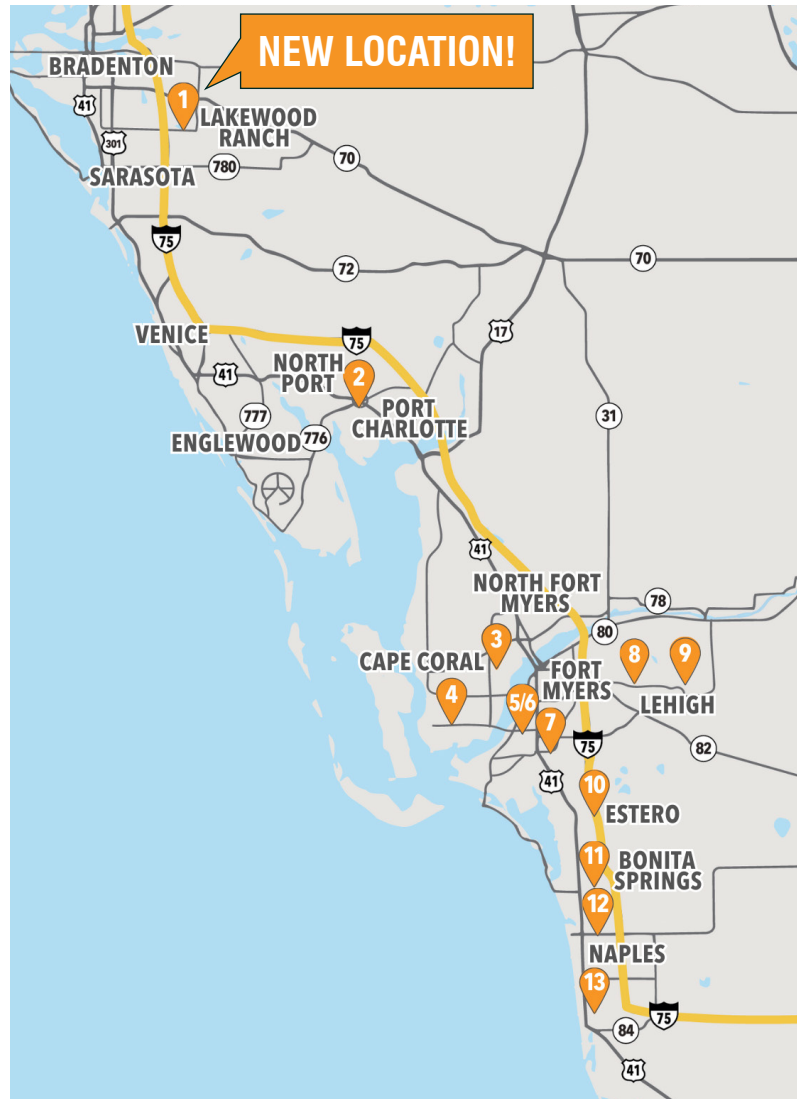 NEW LOCATION!
BRADENTON
41
1
LAKEWOOD
RANCH
301
780
70
SARASOTA
75
72
70
17
VENICE
75
NORTH
PORT
2
41
777
PORT
CHARLOTTE
31
ENGLEWOOD
776
41
NORTH FORT
MYERS
78
80
3
8
9
CAPE CORAL
FORT
MYERS
4
5/6
7
LEHIGH
75
82
41
10
ESTERO
11
BONITA
SPRINGS
12
NAPLES
13
75
84
41